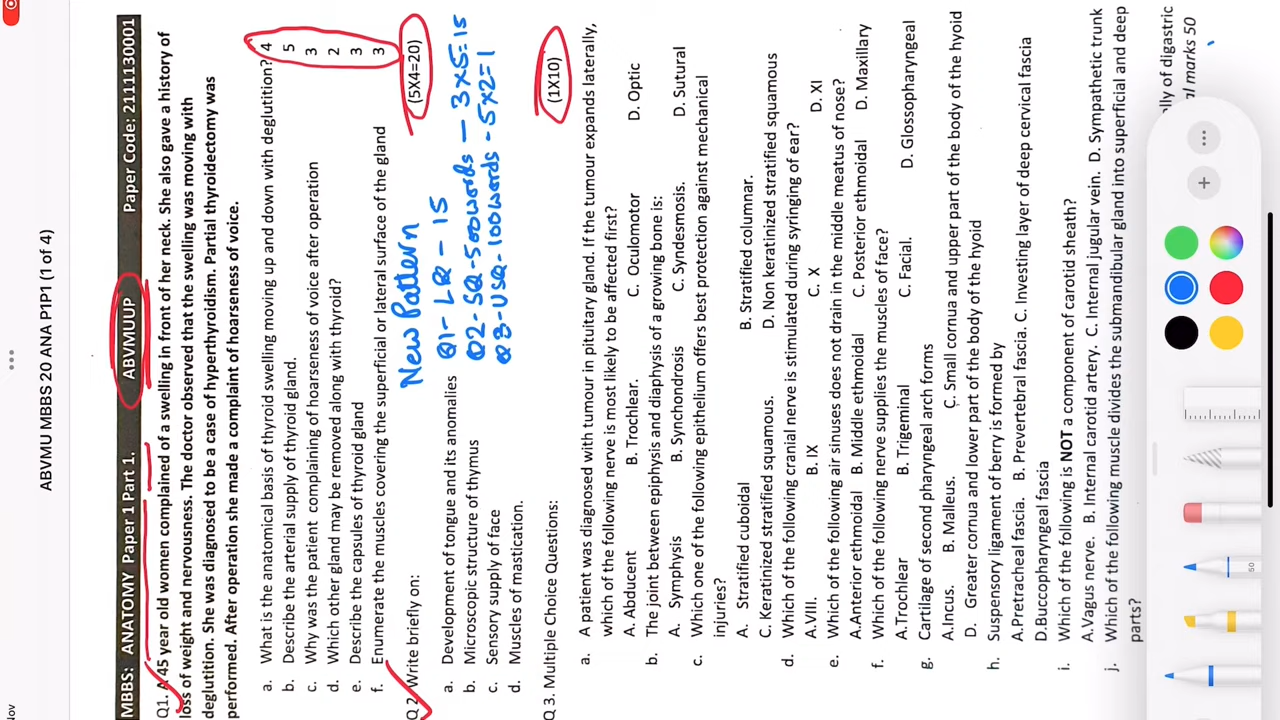 ABVMU MBBS 20 ANA P1P1 (1 of 4)
MBBS: ANATOMY Paper 1 Part 1. ABVMUUP Paper Code: 2111130001
Q1. A 45 year old women complained of a swelling in front of her neck. She also gave a history of
loss of weight and nervousness. The doctor observed that the swelling was moving with
deglutition. She was diagnosed to be a case of hyperthyroidism. Partial thyroidectomy was
performed. After operation she made a complaint of hoarseness of voice.
a. What is the anatomical basis of thyroid swelling moving up and down with deglutition? 4
b. Describe the arterial supply of thyroid gland. 5
c. Why was the patient complaining of hoarseness of voice after operation 3
d. Which other gland may be removed along with thyroid? 2
e. Describe the capsules of thyroid gland 3
f. Enumerate the muscles covering the superficial or lateral surface of the gland 3
Q 2. Write briefly on: (5X4=20)
New Pattern
a. Development of tongue and its anomalies
b. Microscopic structure of thymus
c. Sensory supply of face
d. Muscles of mastication.
Q1- LQ - 15
Q2- SQ - 500words - 3x5=15
Q3- USQ - 100words - 5x2=1
Q 3. Multiple Choice Questions: (1X10)
a. A patient was diagnosed with tumour in pituitary gland. If the tumour expands laterally,
which of the following nerve is most likely to be affected first?
A. Abducent B. Trochlear. C. Oculomotor D. Optic
b. The joint between epiphysis and diaphysis of a growing bone is:
A. Symphysis B. Synchondrosis C. Syndesmosis. D. Sutural
c. Which one of the following epithelium offers best protection against mechanical
injuries?
A. Stratified cuboidal B. Stratified columnar.
C. Keratinized stratified squamous. D. Non keratinized stratified squamous
d. Which of the following cranial nerve is stimulated during syringing of ear?
A.VIII. B. IX C. X D. XI
e. Which of the following air sinuses does not drain in the middle meatus of nose?
A.Anterior ethmoidal B. Middle ethmoidal C. Posterior ethmoidal D. Maxillary
f. Which of the following nerve supplies the muscles of face?
A.Trochlear B. Trigeminal C. Facial. D. Glossopharyngeal
g. Cartilage of second pharyngeal arch forms
A.Incus. B. Malleus. C. Small cornua and upper part of the body of the hyoid
D. Greater cornua and lower part of the body of the hyoid
h. Suspensory ligament of berry is formed by
A.Pretracheal fascia. B. Prevertebral fascia. C. Investing layer of deep cervical fascia
D.Buccopharyngeal fascia
i. Which of the following is NOT a component of carotid sheath?
A.Vagus nerve. B. Internal carotid artery. C. Internal jugular vein. D. Sympathetic trunk
j. Which of the following muscle divides the submandibular gland into superficial and deep
parts?
lly of digastric
al marks 50
50